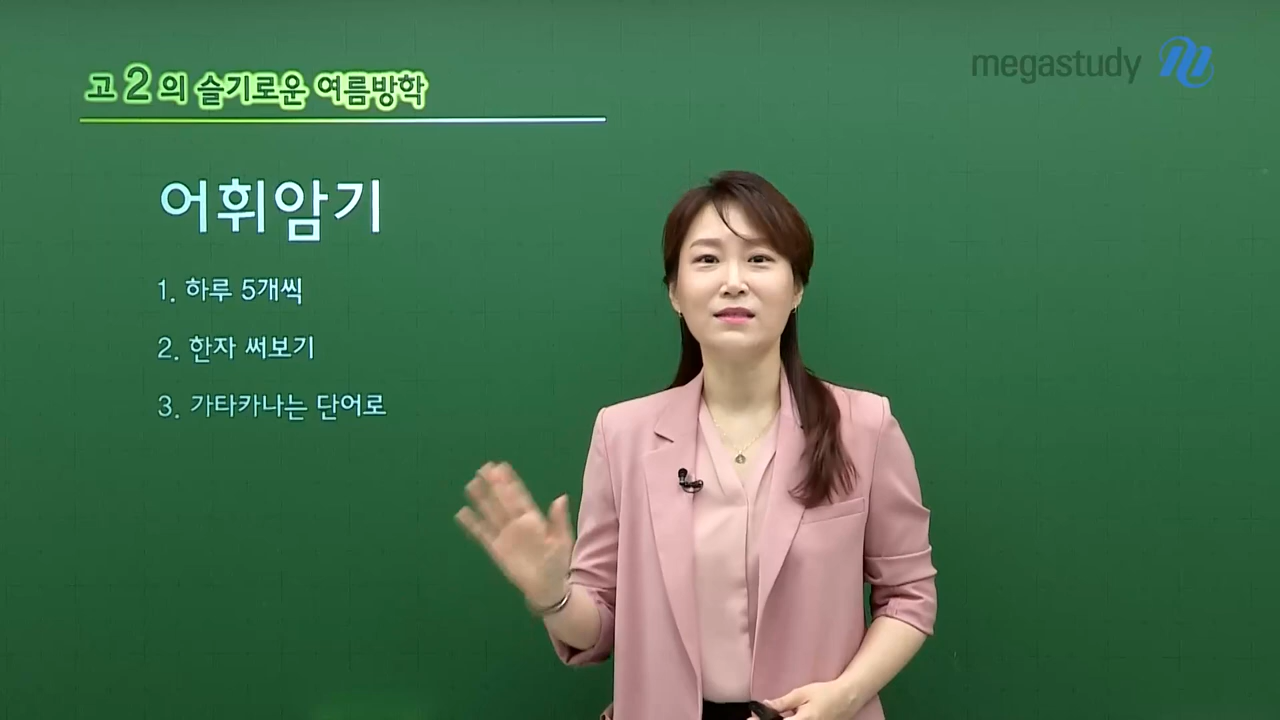 고 2 의 슬기로운 여름방학
megastudy
어휘암기
1. 하루 5개씩
2. 한자 써보기
3. 가타카나는 단어로